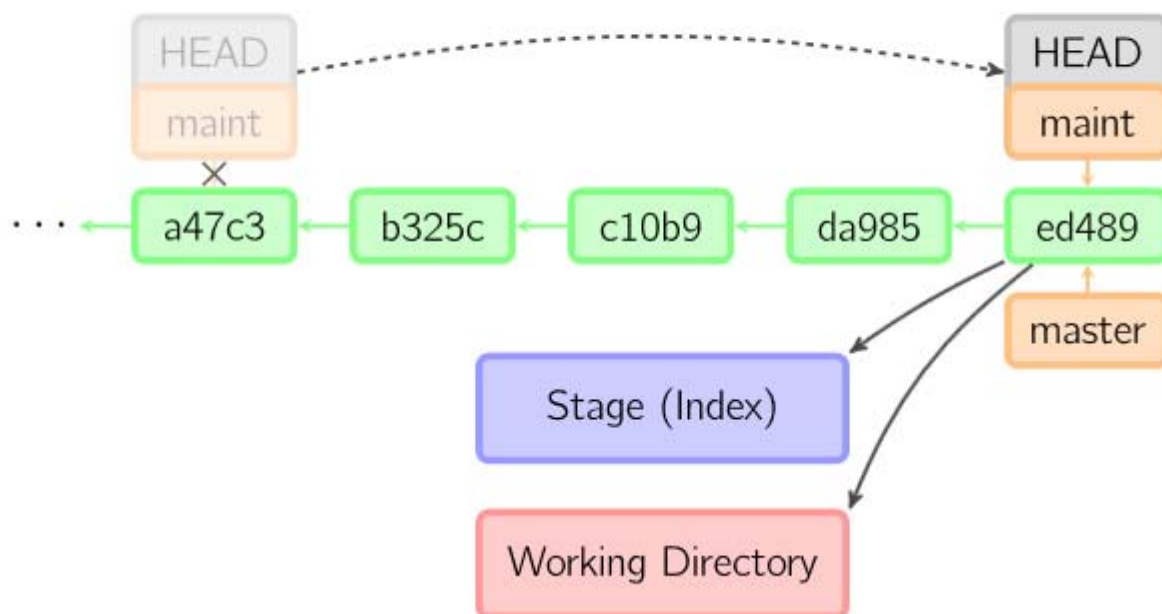 HEAD
maint
HEAD
maint
... a47c3 b325c c10b9 da985 ed489
master
Stage (Index)
Working Directory